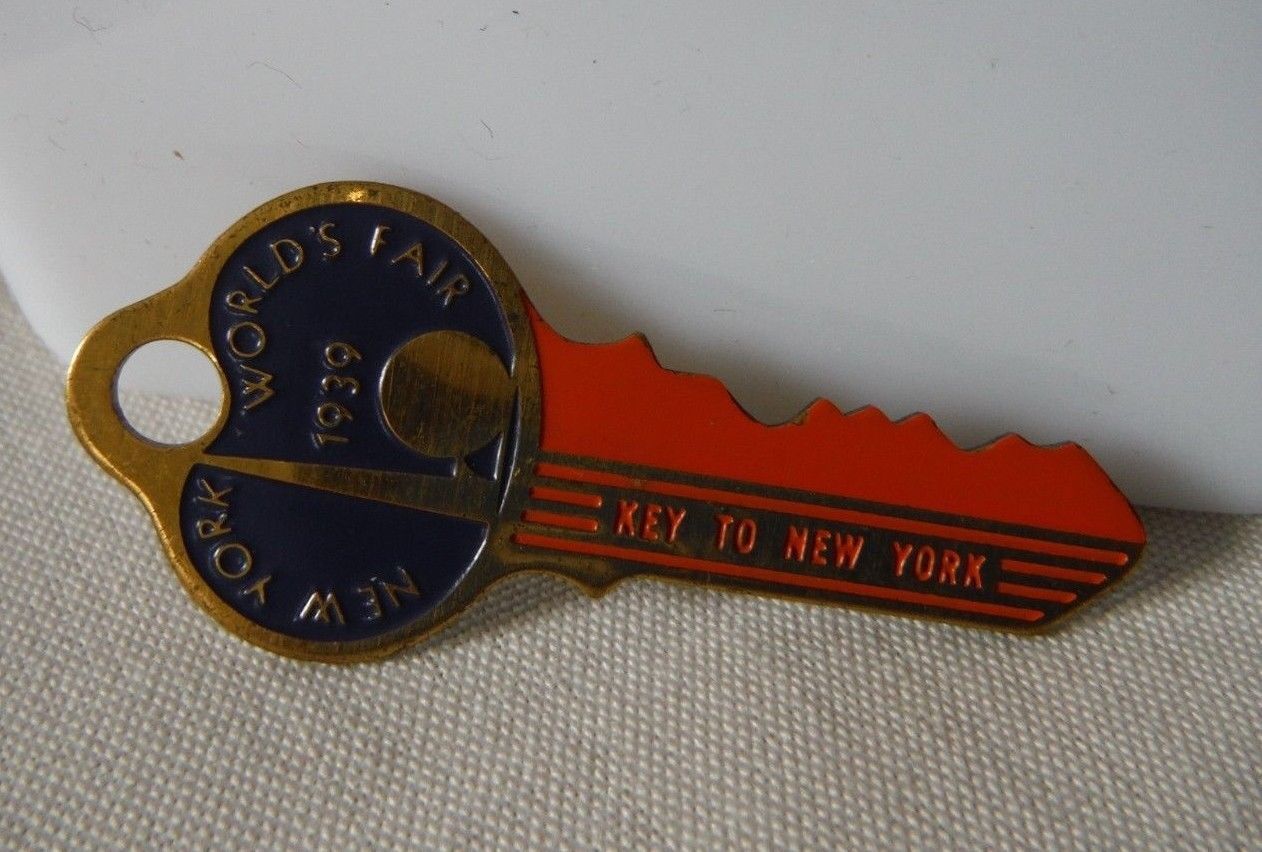 NEW YORK WORLD'S FAIR
1939
KEY TO NEW YORK